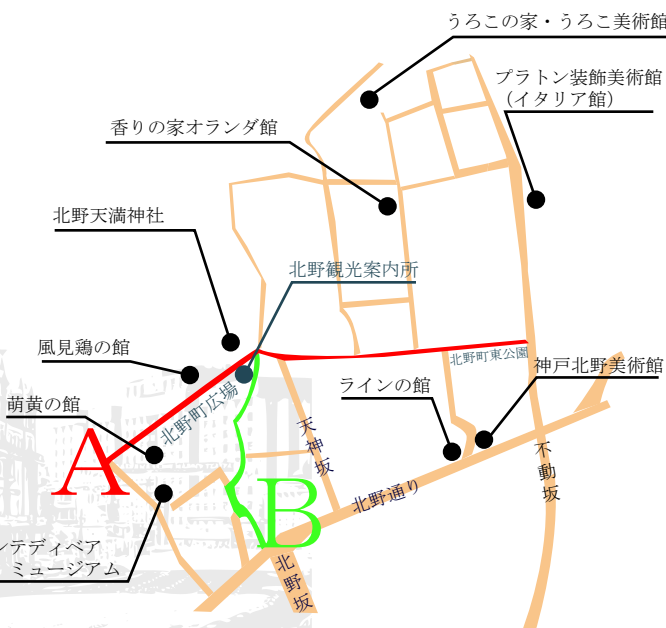 うろこの家・うろこ美術館
プラトン装飾美術館
（イタリア館）
香りの家オランダ館
北野天満神社
北野観光案内所
風見鶏の館
北野町東公園
神戸北野美術館
ラインの館
萌黄の館
北野町広場
天神坂
A
不動坂
B
北野通り
ンテディベア
ミュージアム
北野坂